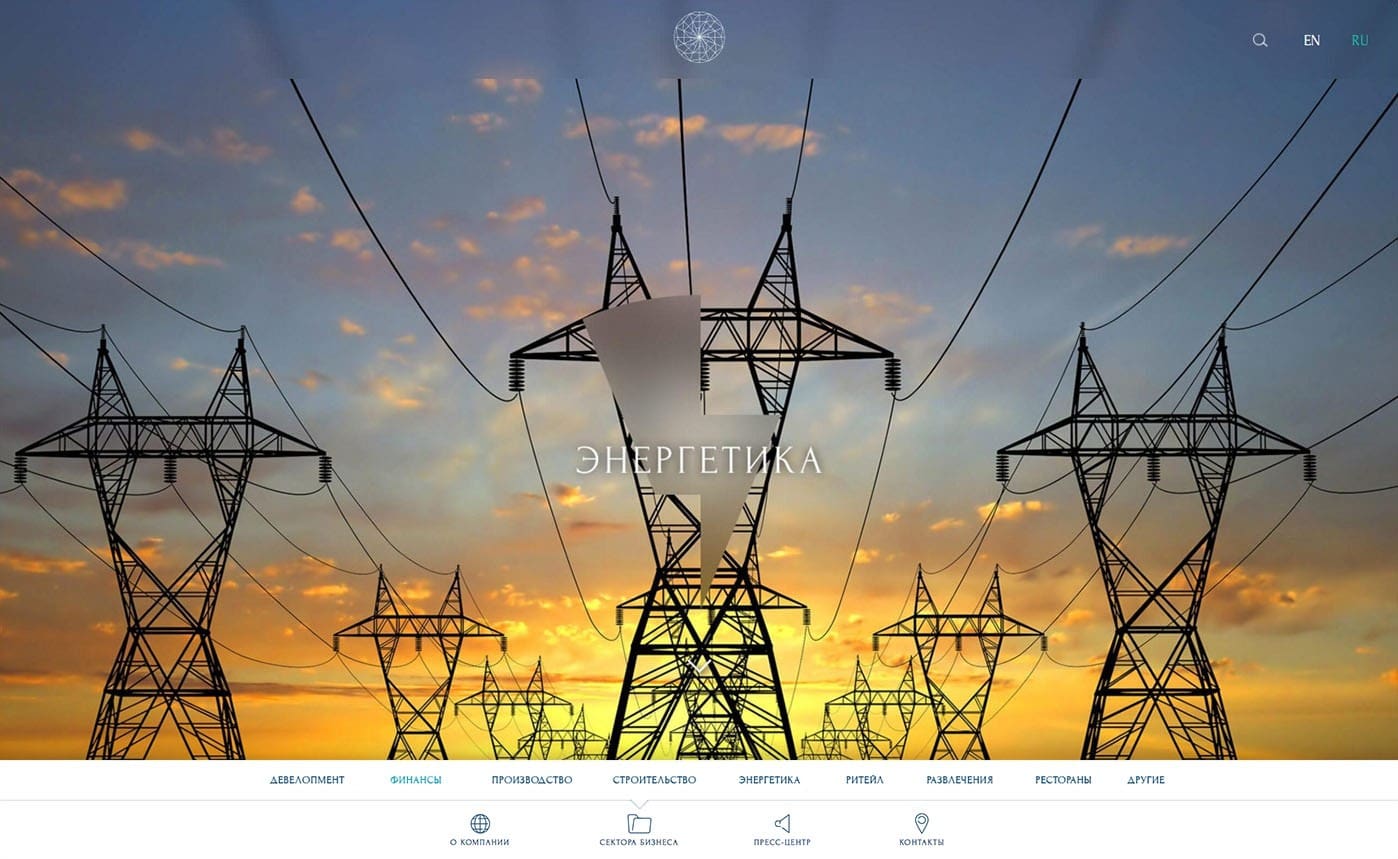 EN RU
ЭНЕРГЕТИКА
ДЕВЕЛОПМЕНТ ФИНАНСЫ ПРОИЗВОДСТВО СТРОИТЕЛЬСТВО ЭНЕРГЕТИКА РИТЕЙЛ РАЗВЛЕЧЕНИЯ РЕСТОРАНЫ ДРУГИЕ
О КОМПАНИИ СЕКТОРА БИЗНЕСА ПРЕСС-ЦЕНТР КОНТАКТЫ